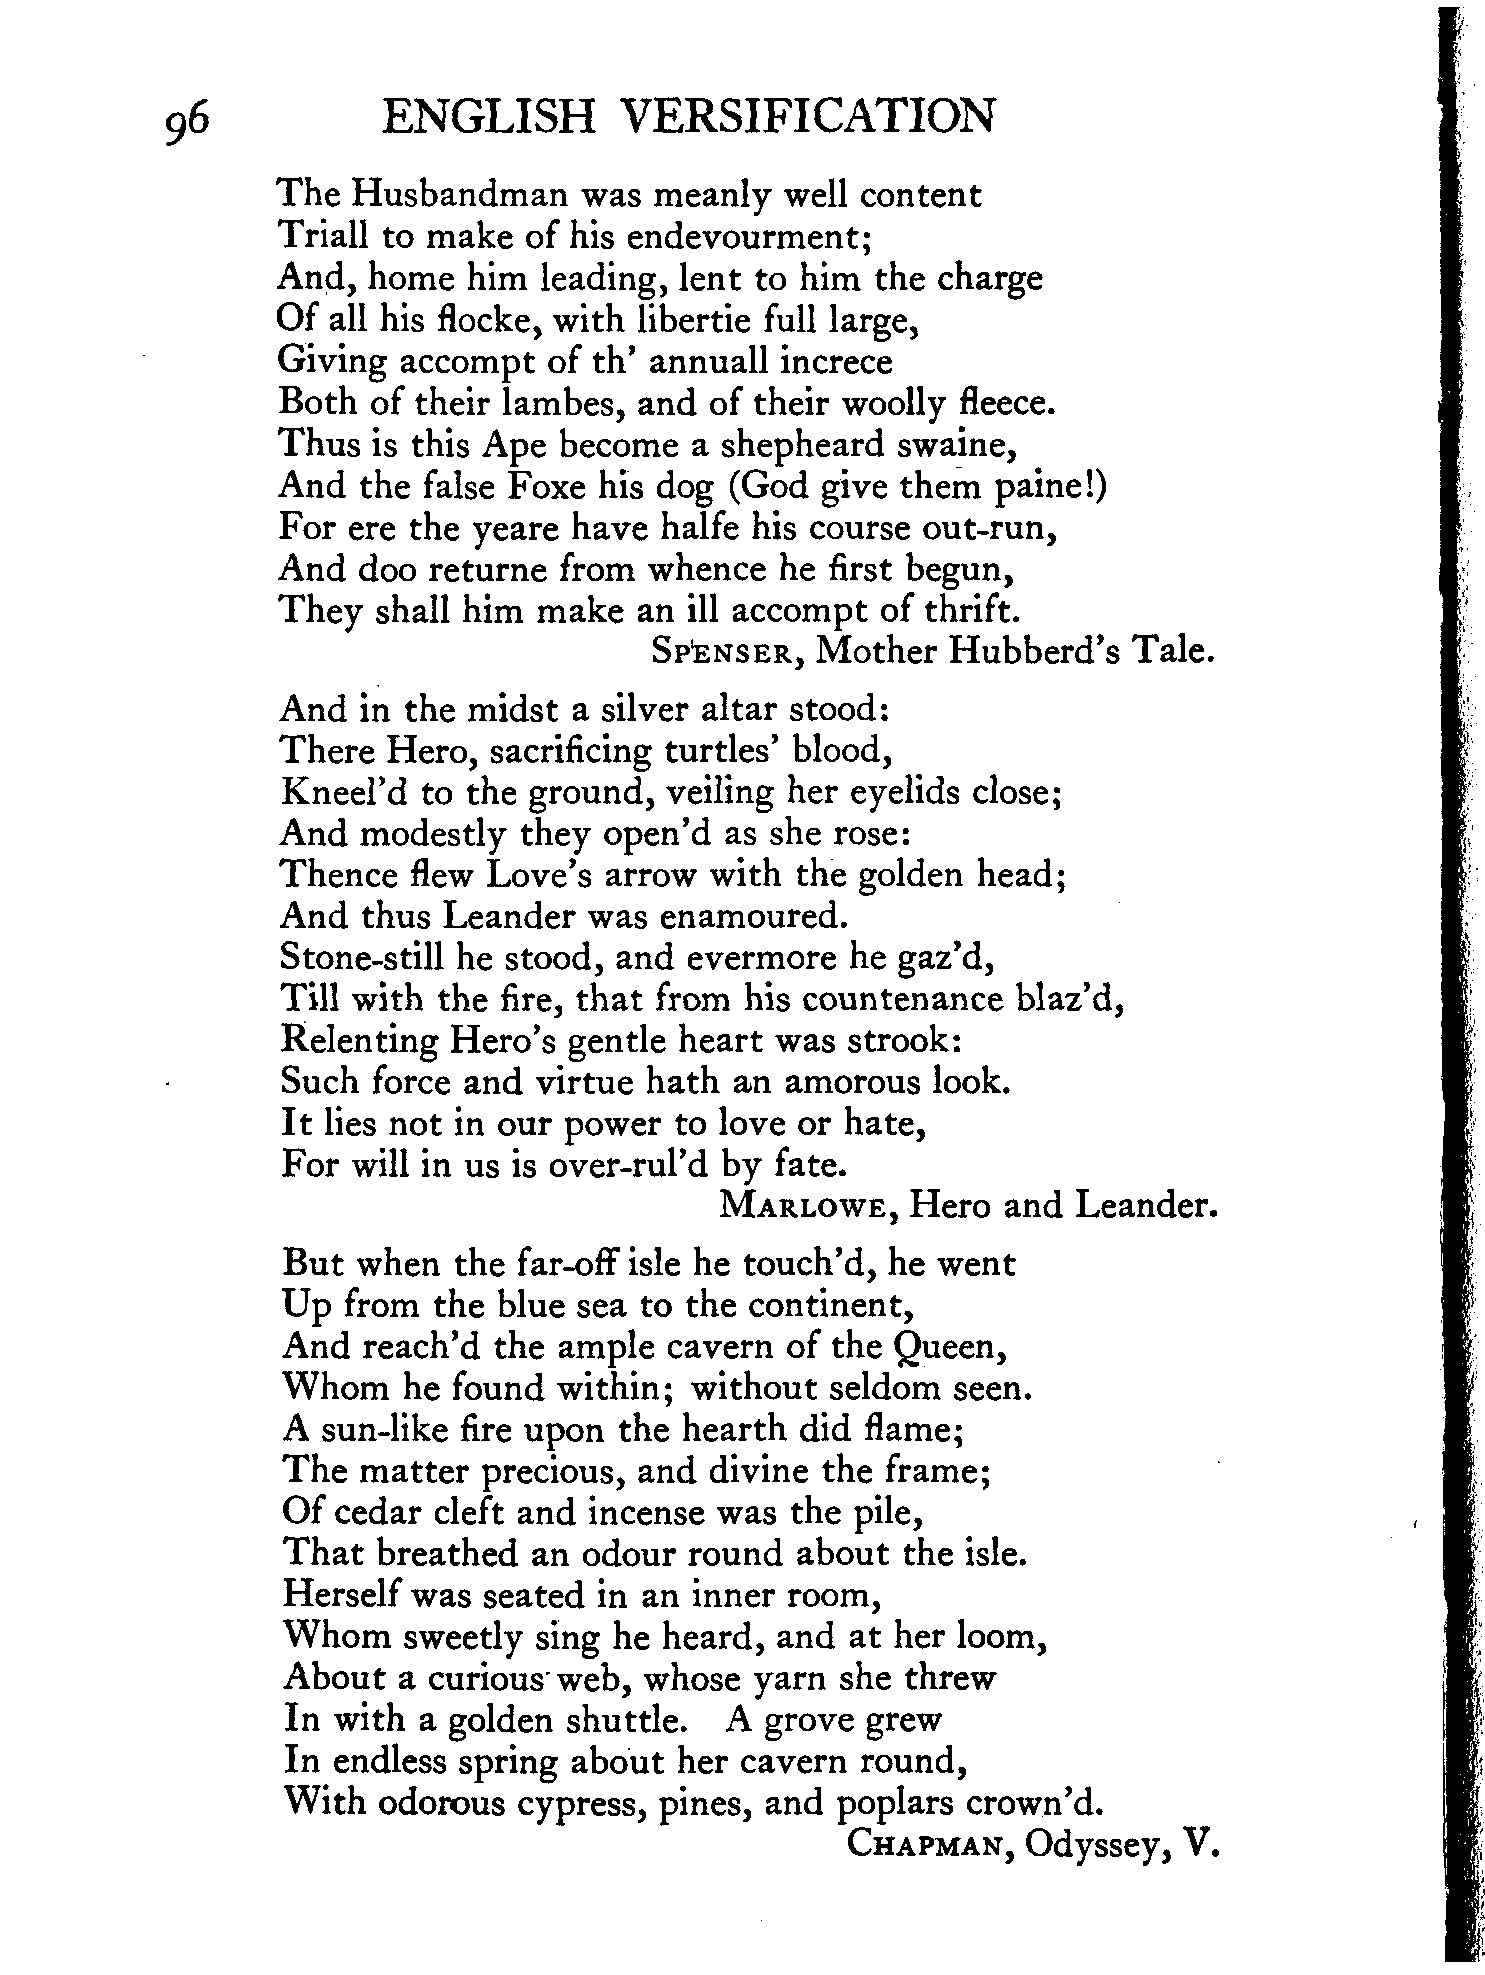 96 ENGLISH VERSIFICATION
The Husbandman was meanly well content
Triall to make of his endevourment;
And, home him leading, lent to him the charge
Of all his flocke, with libertie full large,
Giving accompt of th' annuall increce
Both of their lambes, and of their woolly fleece.
Thus is this Ape become a shepheard swaine,
And the false Foxe his dog (God give them paine!)
For ere the yeare have halfe his course out-run,
And doo returne from whence he first begun,
They shall him make an ill accompt of thrift.
SPENSER, Mother Hubberd's Tale.
And in the midst a silver altar stood:
There Hero, sacrificing turtles' blood,
Kneel'd to the ground, veiling her eyelids close;
And modestly they open'd as she rose:
Thence flew Love's arrow with the golden head;
And thus Leander was enamoured.
Stone-still he stood, and evermore he gaz'd,
Till with the fire, that from his countenance blaz'd,
Relenting Hero's gentle heart was strook:
Such force and virtue hath an amorous look.
It lies not in our power to love or hate,
For will in us is over-rul'd by fate.
MARLOWE, Hero and Leander.
But when the far-off isle he touch'd, he went
Up from the blue sea to the continent,
And reach'd the ample cavern of the Queen,
Whom he found within; without seldom seen.
A sun-like fire upon the hearth did flame;
The matter precious, and divine the frame;
Of cedar cleft and incense was the pile,
That breathed an odour round about the isle.
Herself was seated in an inner room,
Whom sweetly sing he heard, and at her loom,
About a curious web, whose yarn she threw
In with a golden shuttle. A grove grew
In endless spring about her cavern round,
With odorous cypress, pines, and poplars crown'd.
CHAPMAN, Odyssey, V.